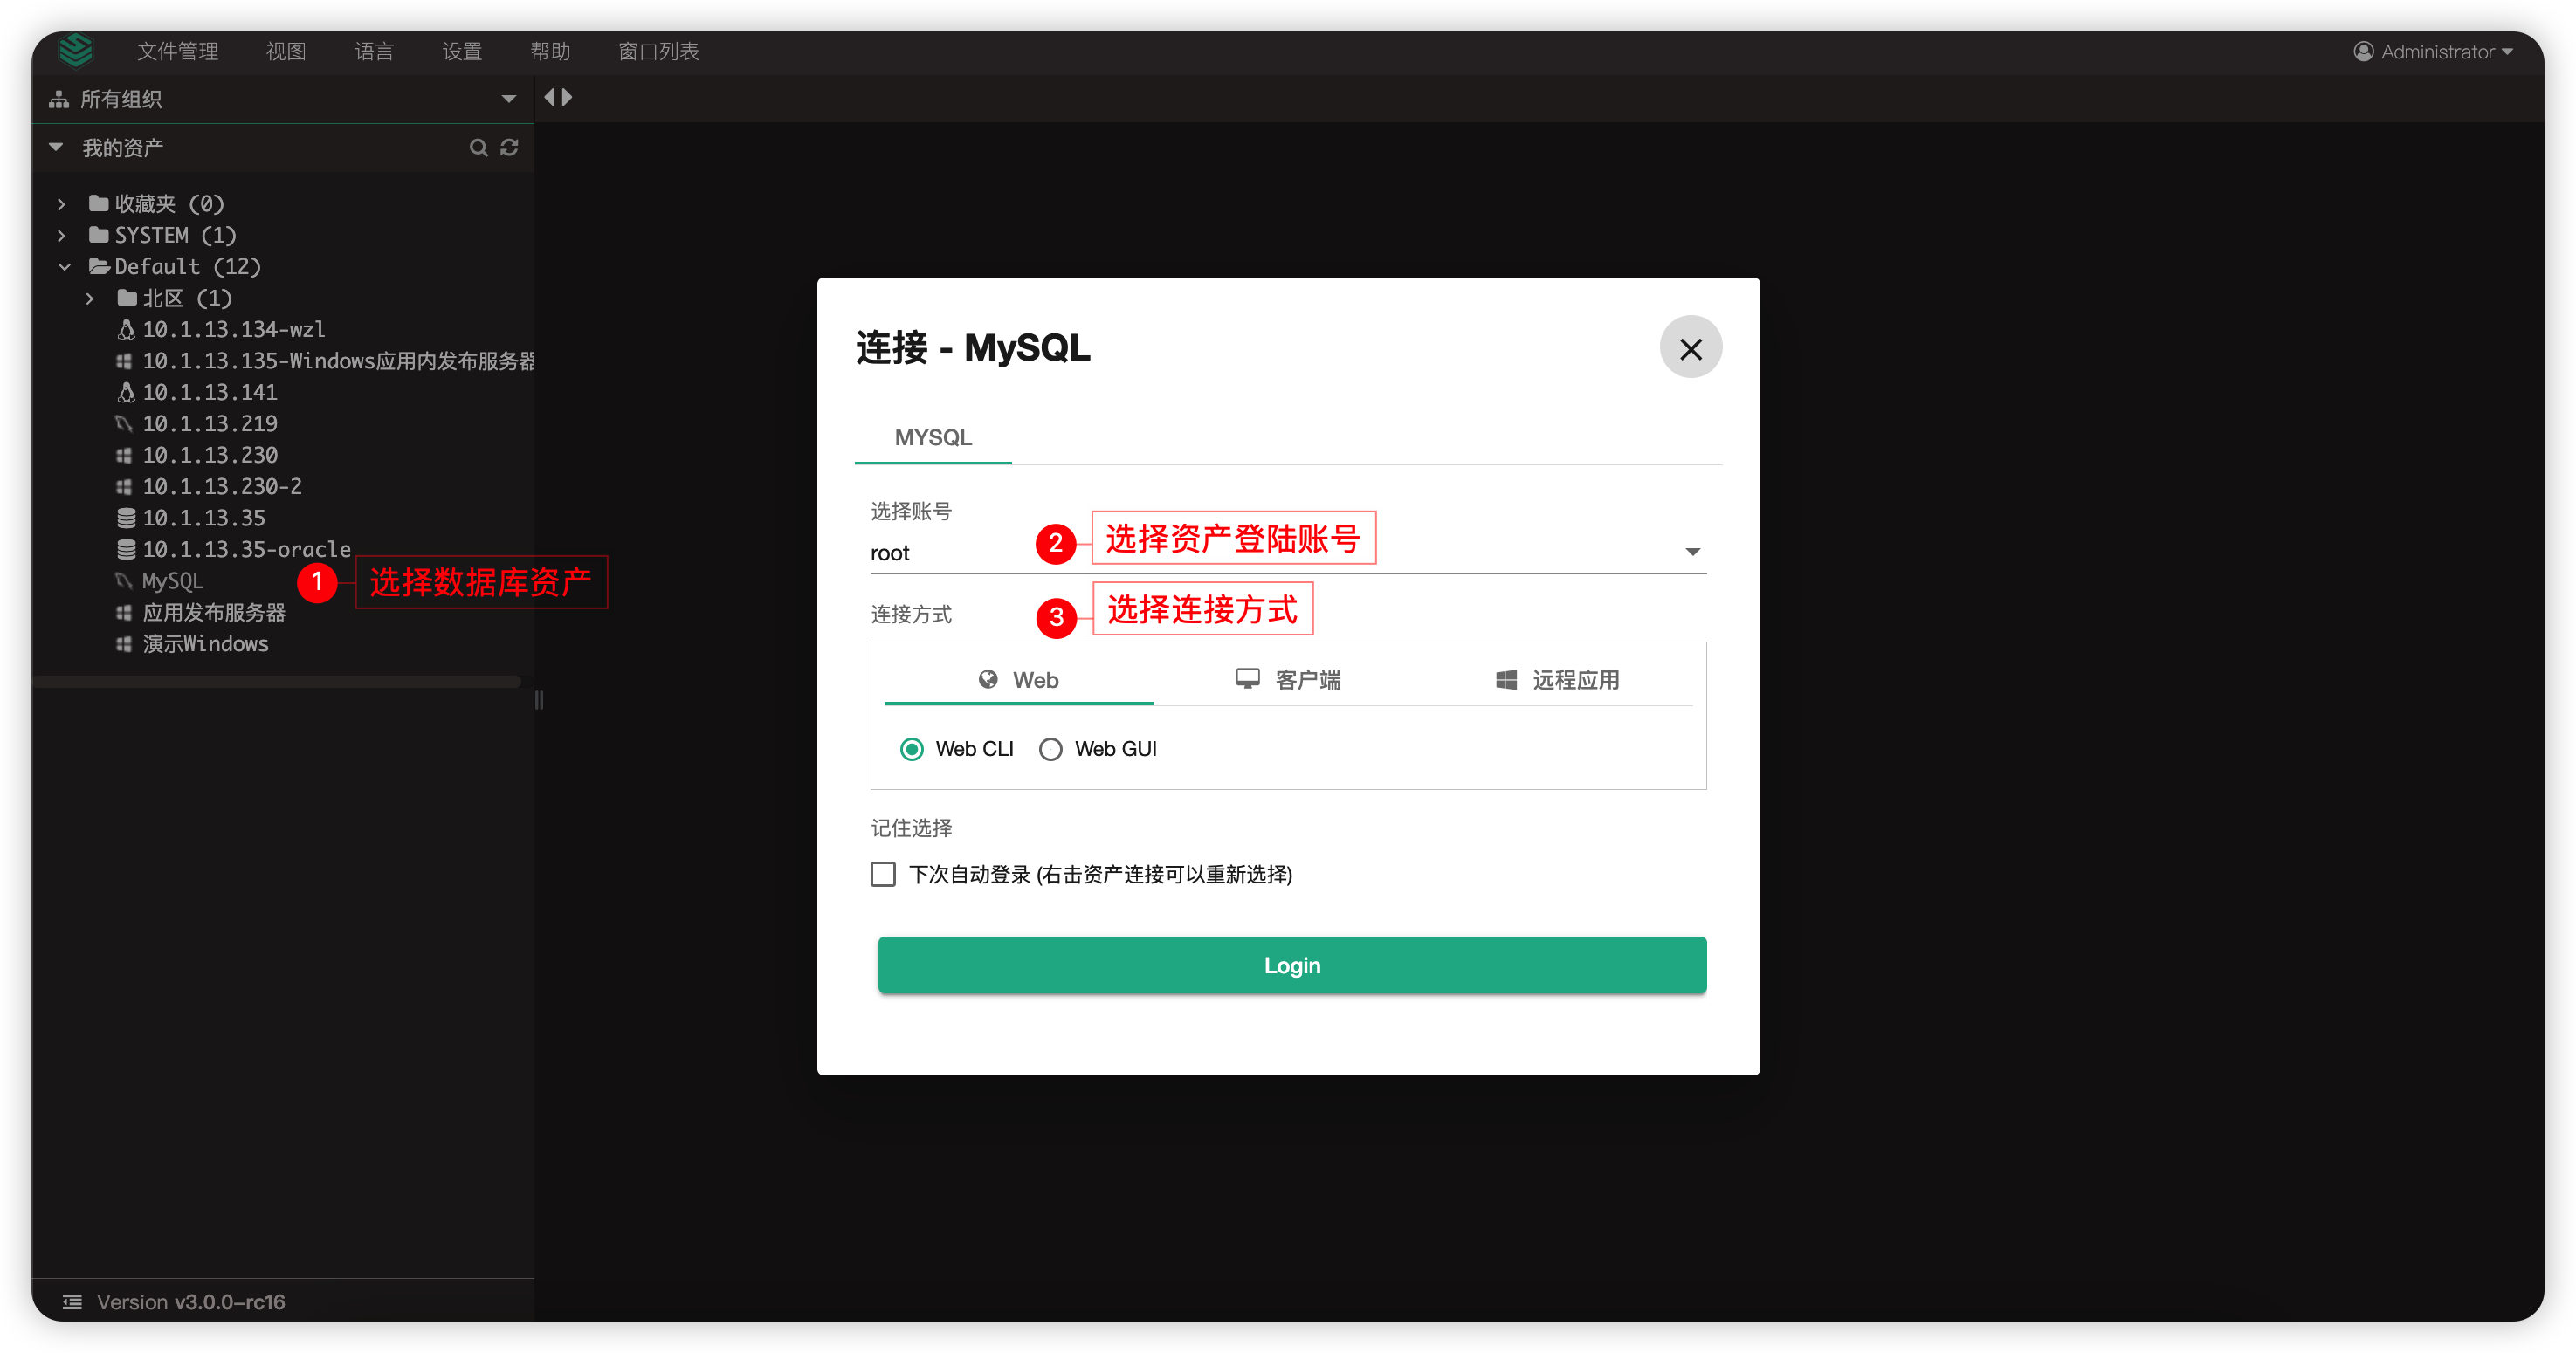 文件管理 视图 语言 设置 帮助 窗口列表 Administrator
所有组织
我的资产
收藏夹 (0)
SYSTEM (1)
Default (12)
北区 (1)
10.1.13.134-wzl
10.1.13.135-Windows应用内发布服务器
10.1.13.141
10.1.13.219
10.1.13.230
10.1.13.230-2
10.1.13.35
10.1.13.35-oracle
MySQL
1 选择数据库资产
应用发布服务器
演示Windows
Version v3.0.0-rc16
连接 - MySQL
MYSQL
选择账号
root
2 选择资产登陆账号
连接方式
3 选择连接方式
Web 客户端 远程应用
Web CLI Web GUI
记住选择
下次自动登录 (右击资产连接可以重新选择)
Login